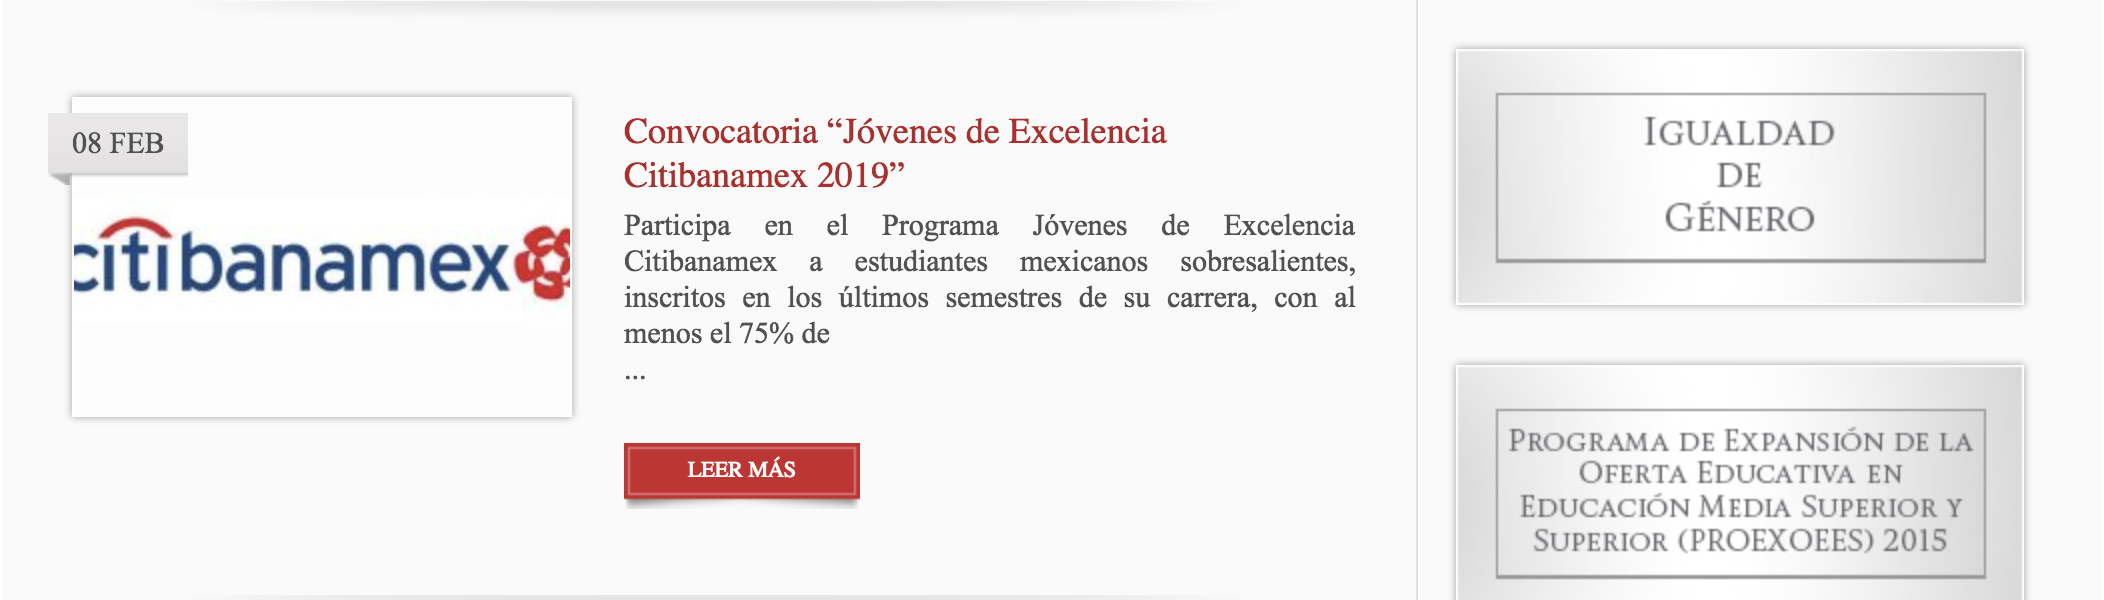 08 FEB
citibanamex
Convocatoria “Jóvenes de Excelencia
Citibanamex 2019”
Participa en el Programa Jóvenes de Excelencia
Citibanamex a estudiantes mexicanos sobresalientes,
inscritos en los últimos semestres de su carrera, con al
menos el 75% de
...
LEER MÁS
IGUALDAD
DE
GÉNERO
PROGRAMA DE EXPANSIÓN DE LA
OFERTA EDUCATIVA EN
EDUCACIÓN MEDIA SUPERIOR Y
SUPERIOR (PROEXOEES) 2015